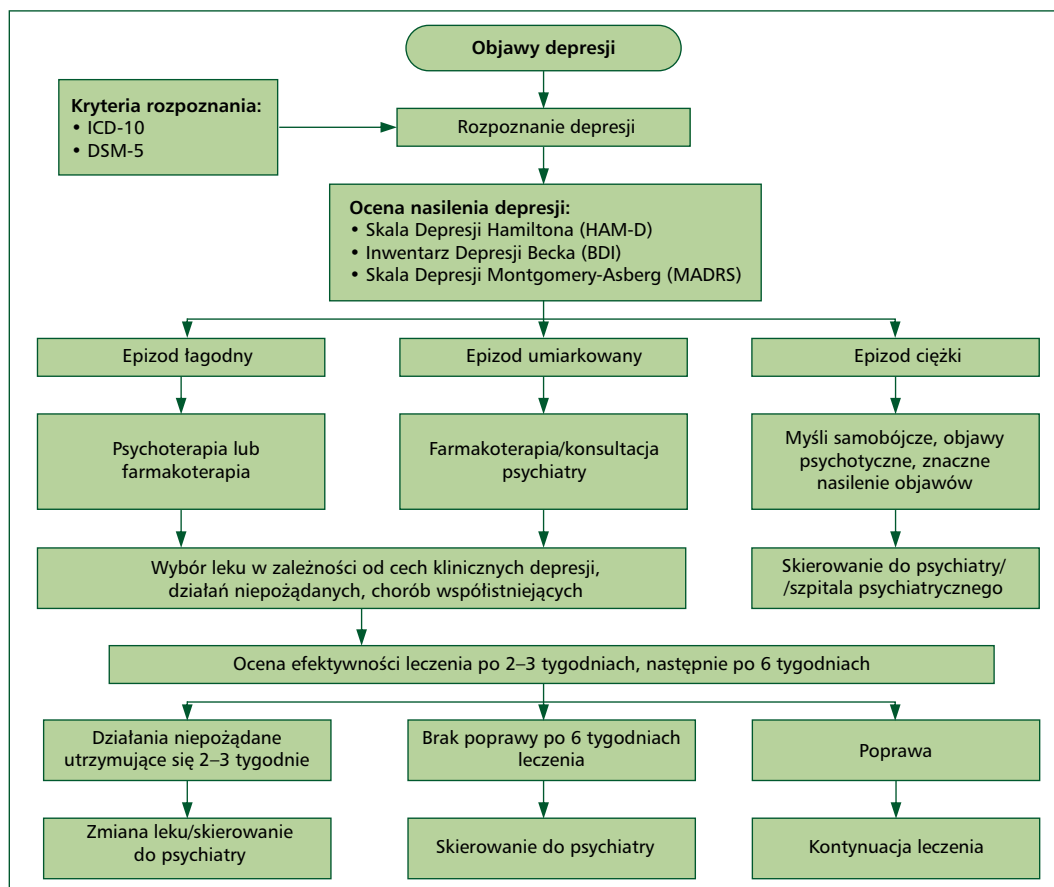 Objawy depresji
Kryteria rozpoznania:
• ICD-10
• DSM-5
Rozpoznanie depresji
Ocena nasilenia depresji:
• Skala Depresji Hamiltona (HAM-D)
• Inwentarz Depresji Becka (BDI)
• Skala Depresji Montgomery-Asberg (MADRS)
Epizod łagodny
Epizod umiarkowany
Epizod ciężki
Psychoterapia lub
farmakoterapia
Farmakoterapia/konsultacja
psychiatry
Myśli samobójcze, objawy
psychotyczne, znaczne
nasilenie objawów
Wybór leku w zależności od cech klinicznych depresji,
działań niepożądanych, chorób współistniejących
Skierowanie do psychiatry/
/szpitala psychiatrycznego
Ocena efektywności leczenia po 2–3 tygodniach, następnie po 6 tygodniach
Działania niepożądane
utrzymujące się 2–3 tygodnie
Brak poprawy po 6 tygodniach
leczenia
Poprawa
Zmiana leku/skierowanie
do psychiatry
Skierowanie do psychiatry
Kontynuacja leczenia